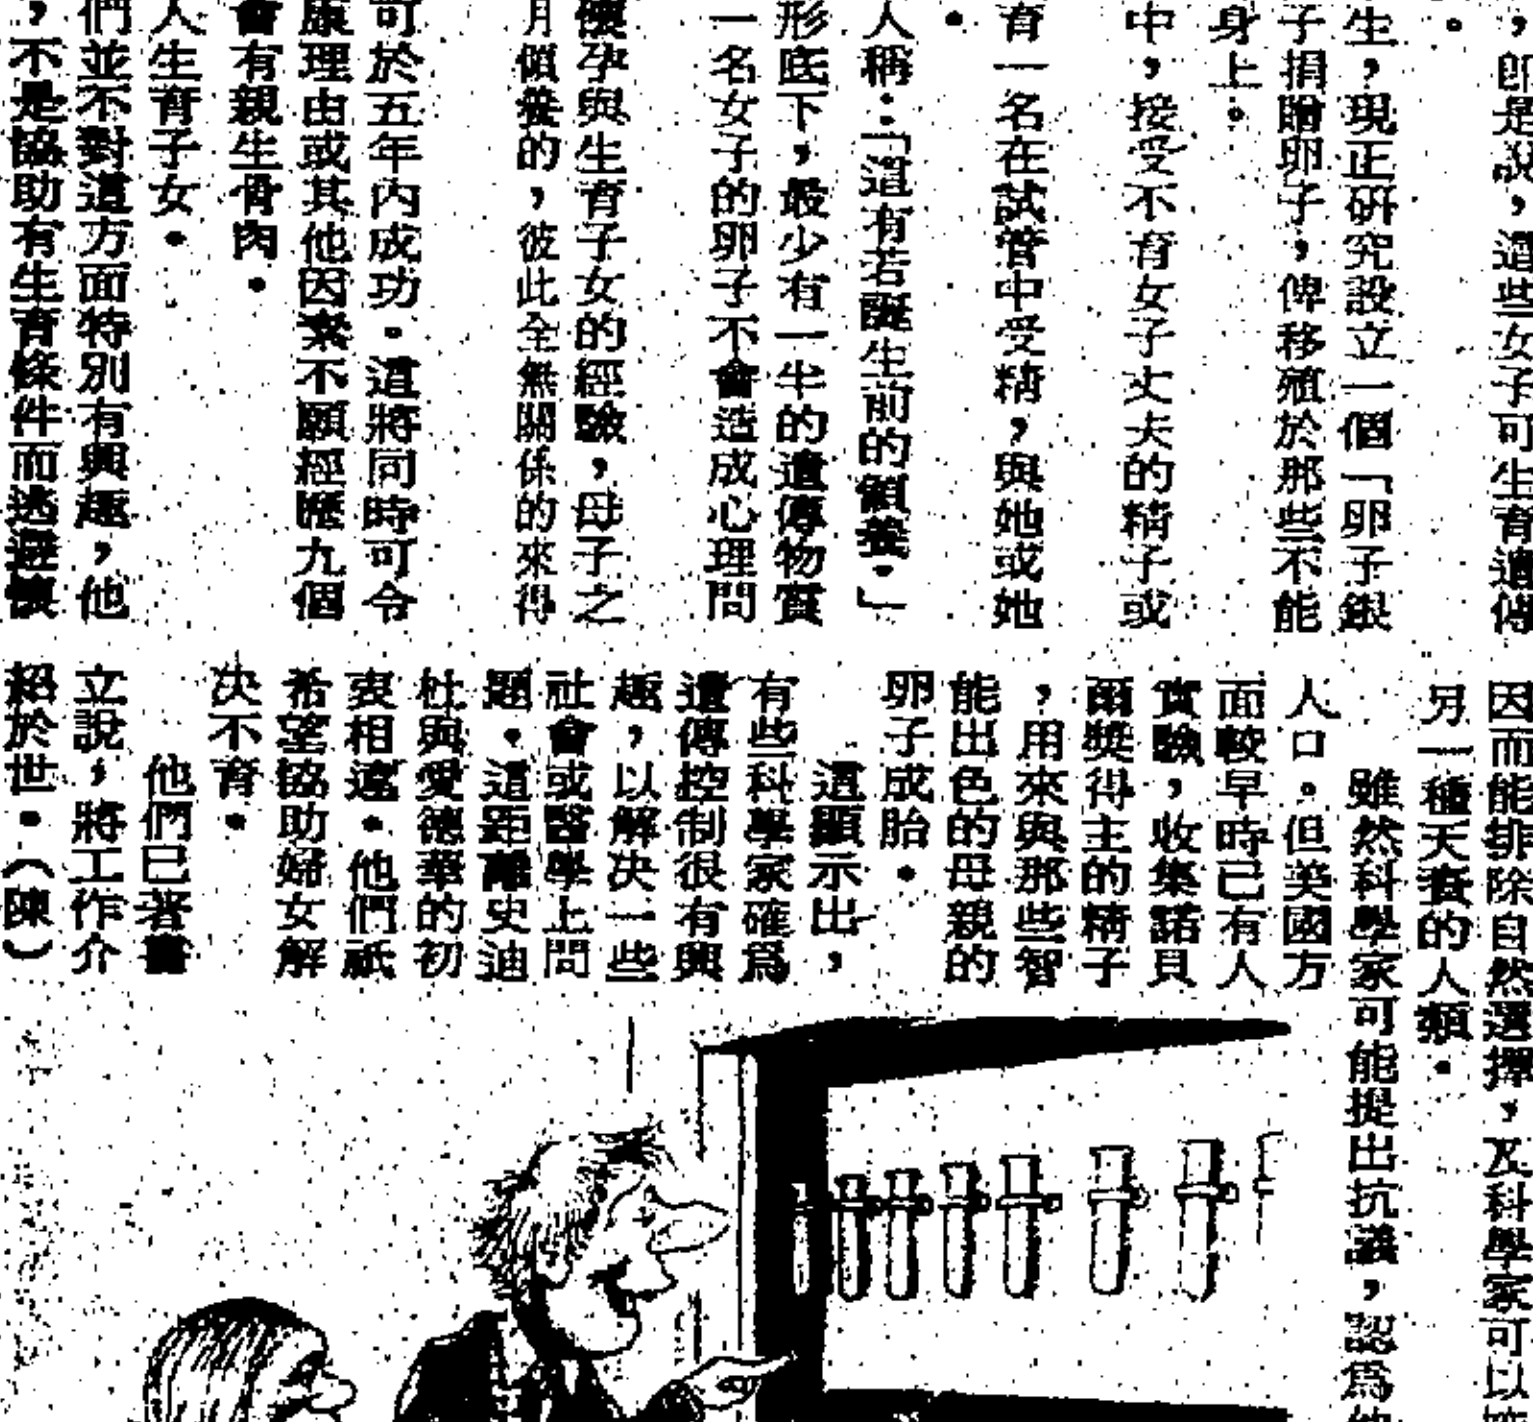 ，卽是說，這些女子可生育遺傳
。
生，現正硏究設立一個「卵子銀
子捐贈卵子，俾移殖於那些不能
身上。
中，接受不育女子丈夫的精子或
育一名在試管中受精，與她或她
。
人稱：「這有若誕生前的領養。」
形底下，最少有一半的遺傳物質
一名女子的卵子不會造成心理問
懷孕與生育子女的經驗，母子之
月領養的，彼此全無關係的來得
可於五年內成功。這將同時可令
康理由或其他因素不願經歷九個
會有親生骨肉。
人生育子女。
們並不對這方面特別有興趣，他
，不是協助有生育條件而逃避懷
因而能排除自然選擇，及科學家可以
另一種天賚的人類。
雖然科學家可能提出抗議，認爲
人口。但美國方
面較早時已有人
實驗，收集諾貝
爾獎得主的精子
，用來與那些智
能出色的母親的
卵子成胎。
這顯示出，
有些科學家確爲
遺傳控制很有興
趣，以解决一些
社會或醫學上問
題。這距離史迪
杜與愛德華的初
衷相遠。他們祇
希望協助婦女解
决不育。
他們已著書
立說，將工作介
紹於世。（陳）